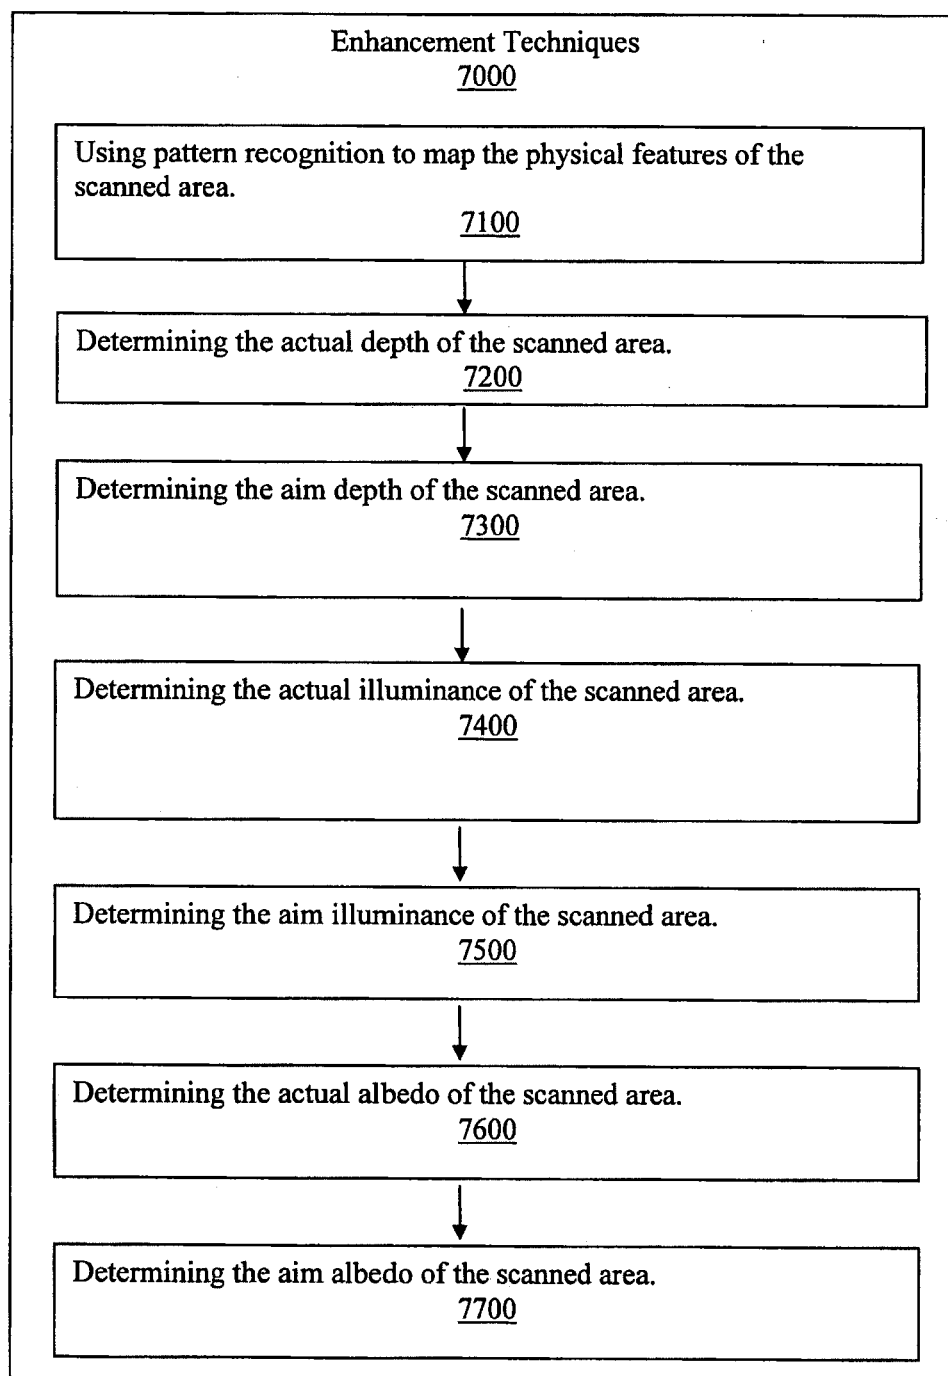 Enhancement Techniques
7000
Using pattern recognition to map the physical features of the
scanned area.
7100
Determining the actual depth of the scanned area.
7200
Determining the aim depth of the scanned area.
7300
Determining the actual illuminance of the scanned area.
7400
Determining the aim illuminance of the scanned area.
7500
Determining the actual albedo of the scanned area.
7600
Determining the aim albedo of the scanned area.
7700